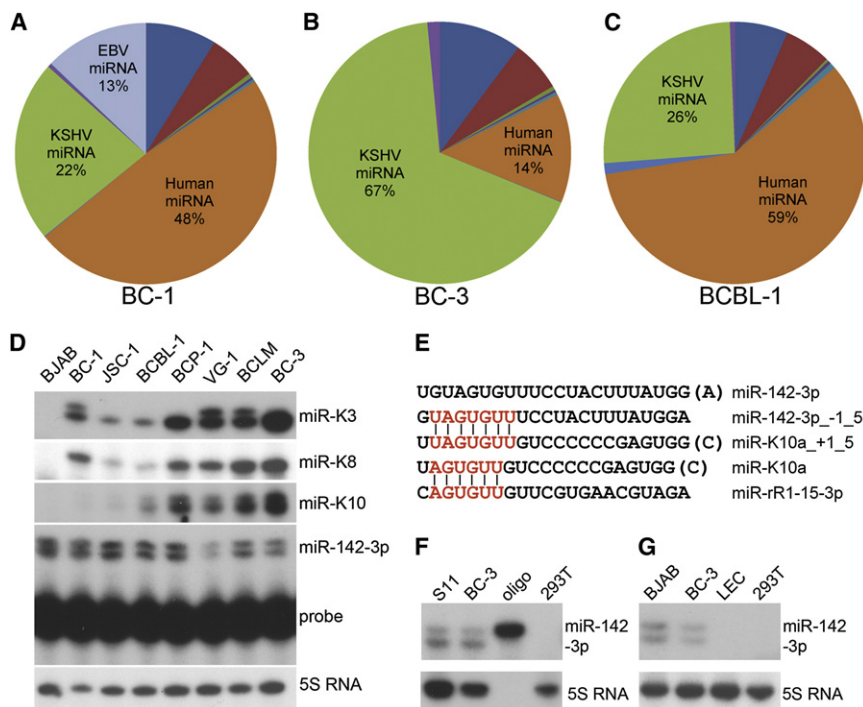 A
B
C
EBV
miRNA
13%
KSHV
miRNA
22%
Human
miRNA
48%
BC-1
KSHV
miRNA
67%
Human
miRNA
14%
BC-3
KSHV
miRNA
26%
Human
miRNA
59%
BCBL-1
D
BJAB
BC-1
JSC-1
BCBL-1
BCP-1
VG-1
BCLM
BC-3
miR-K3
miR-K8
miR-K10
miR-142-3p
probe
5S RNA
E
UGUAGUGUUUCCUACUUUAUGG (A) miR-142-3p
GUAGUGUUUCCUACUUUAUGGA miR-142-3p_-1_5
UUAGUGUUGUCCCCCCGAGUGG (C) miR-K10a_+1_5
UAGUGUUGUCCCCCCGAGUGG (C) miR-K10a
CAGUGUUGUUCGUGAACGUAGA miR-rR1-15-3p
F
S11
BC-3
oligo
293T
miR-142
-3p
5S RNA
G
BJAB
BC-3
LEC
293T
miR-142
-3p
5S RNA